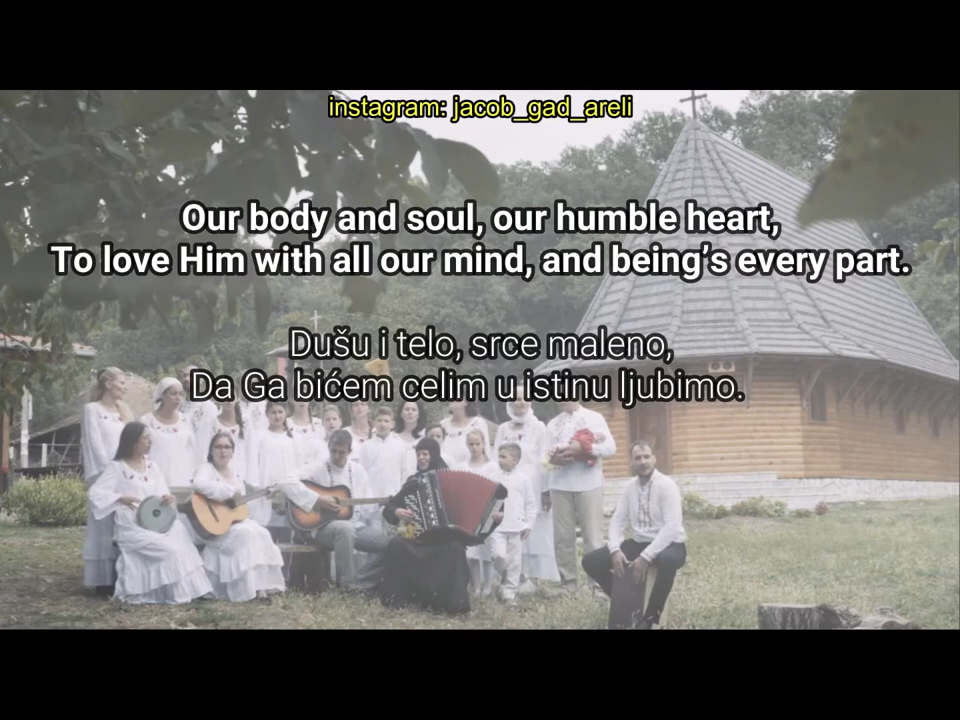 instagram: jacob_gad_areli
Our body and soul, our humble heart,
To love Him with all our mind, and being’s every part.
Dušu i telo, srce maleno,
Da Ga bićem celim u istinu ljubimo.